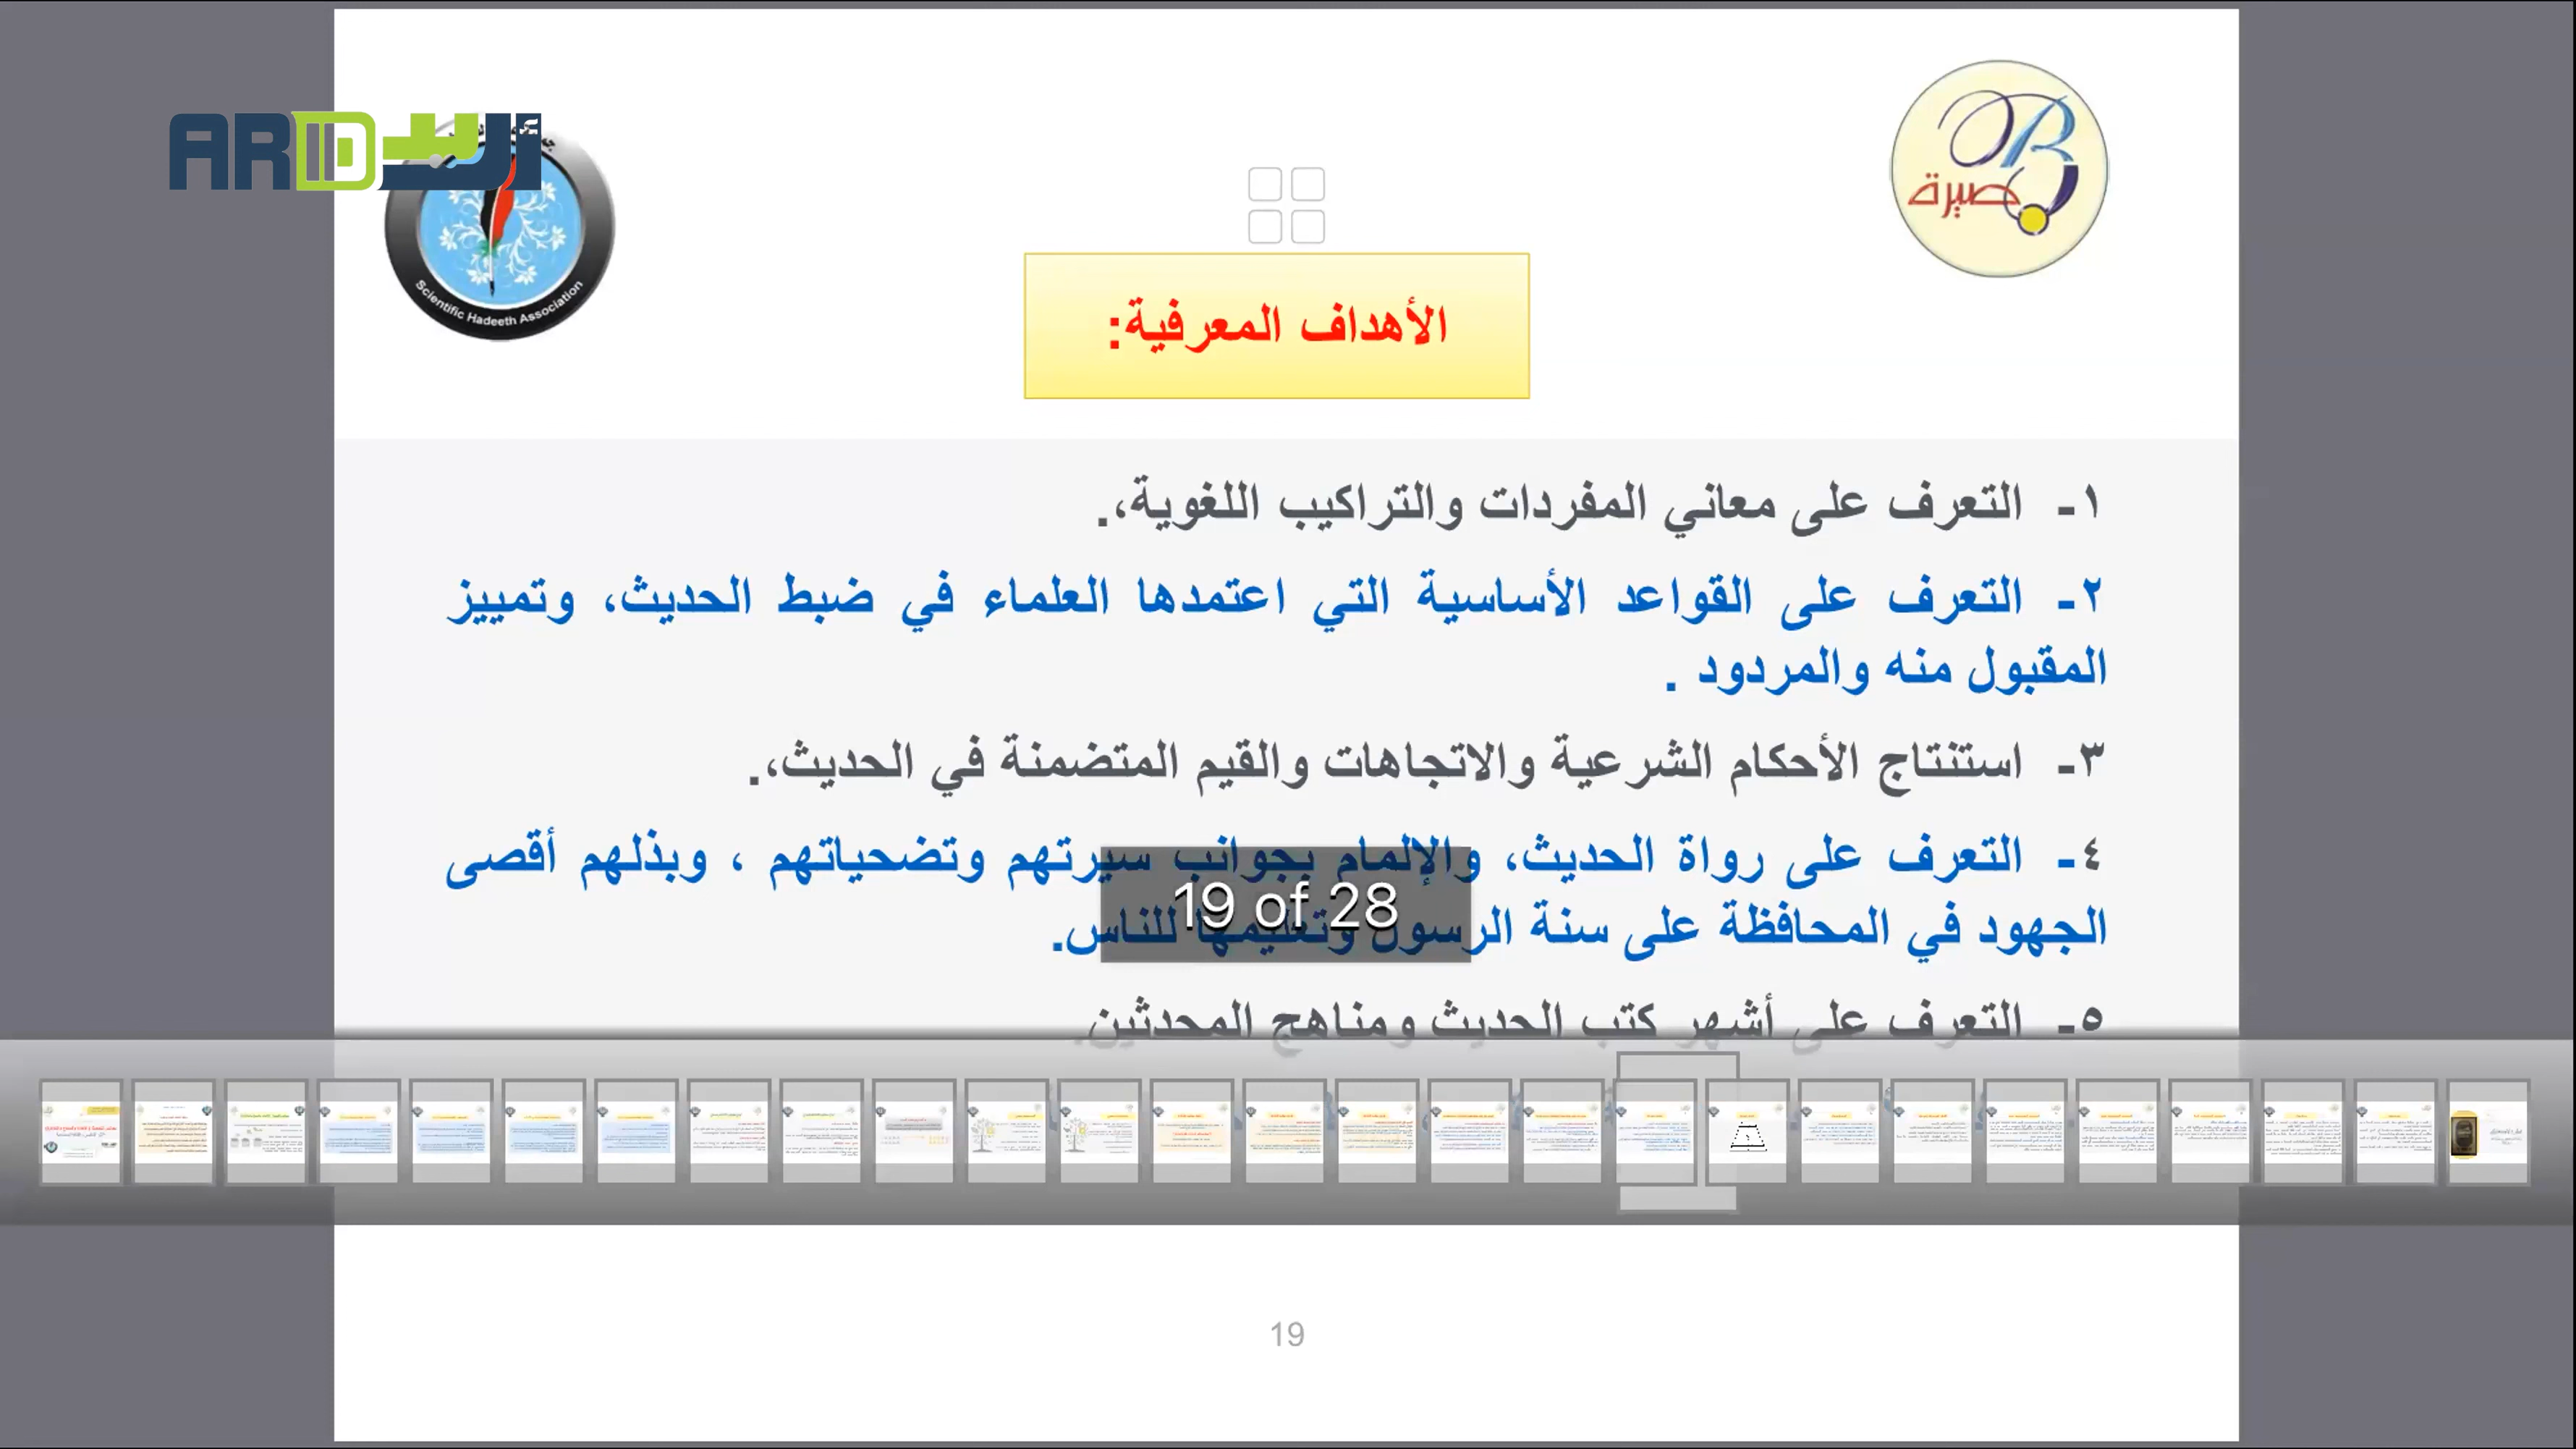 ARID
أريد
Scientific Hadeeth Association
بصيرة
الأهداف المعرفية:
١- التعرف على معاني المفردات والتراكيب اللغوية،.
٢- التعرف على القواعد الأساسية التي اعتمدها العلماء في ضبط الحديث، وتمييز
المقبول منه والمردود .
٣- استنتاج الأحكام الشرعية والاتجاهات والقيم المتضمنة في الحديث،.
٤- التعرف على رواة الحديث، والإلمام بجوانب سيرتهم وتضحياتهم ، وبذلهم أقصى
الجهود في المحافظة على سنة الرسول وتعليمها للناس.
19 of 28
٥- التعرف على أشهر كتب الحديث ومناهج المحدثين.
19